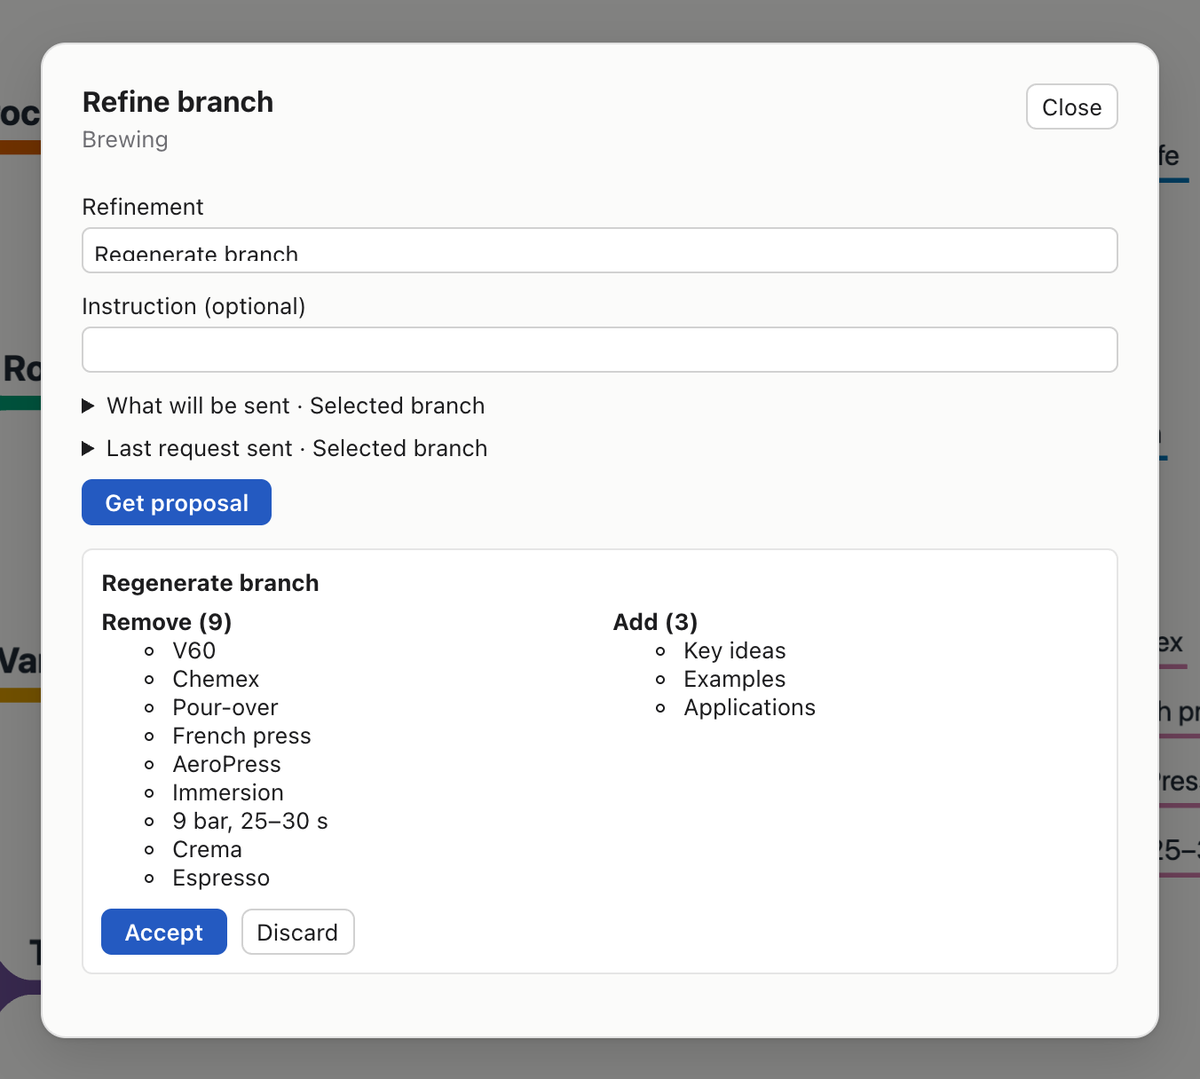 Refine branch
Close
Brewing
Refinement
Regenerate branch
Instruction (optional)
▶ What will be sent · Selected branch
▶ Last request sent · Selected branch
Get proposal
Regenerate branch
Remove (9)
V60
Chemex
Pour-over
French press
AeroPress
Immersion
9 bar, 25–30 s
Crema
Espresso
Add (3)
Key ideas
Examples
Applications
Accept
Discard